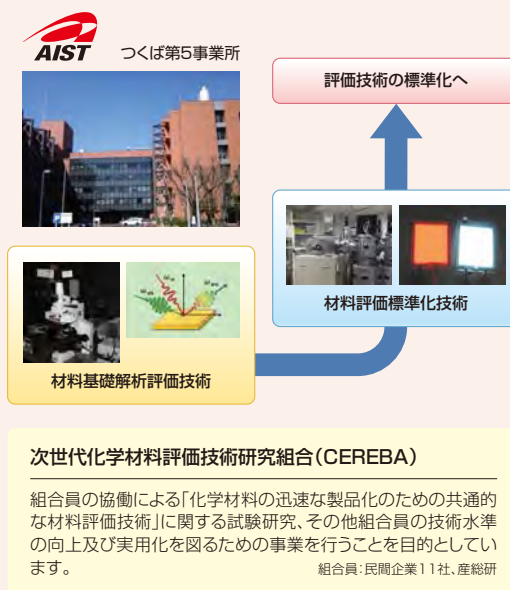 AIST
つくば第5事業所
評価技術の標準化へ
材料評価標準化技術
材料基礎解析評価技術
次世代化学材料評価技術研究組合(CEREBA)
組合員の協働による「化学材料の迅速な製品化のための共通的
な材料評価技術」に関する試験研究、その他組合員の技術水準
の向上及び実用化を図るための事業を行うことを目的としてい
ます。
組合員:民間企業11社、産総研